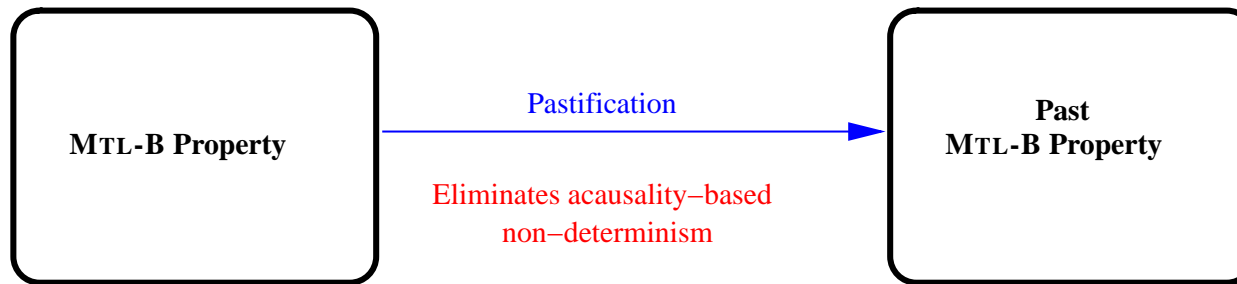 MTL-B Property
Pastification
Eliminates acausality−based
non−determinism
Past
MTL-B Property